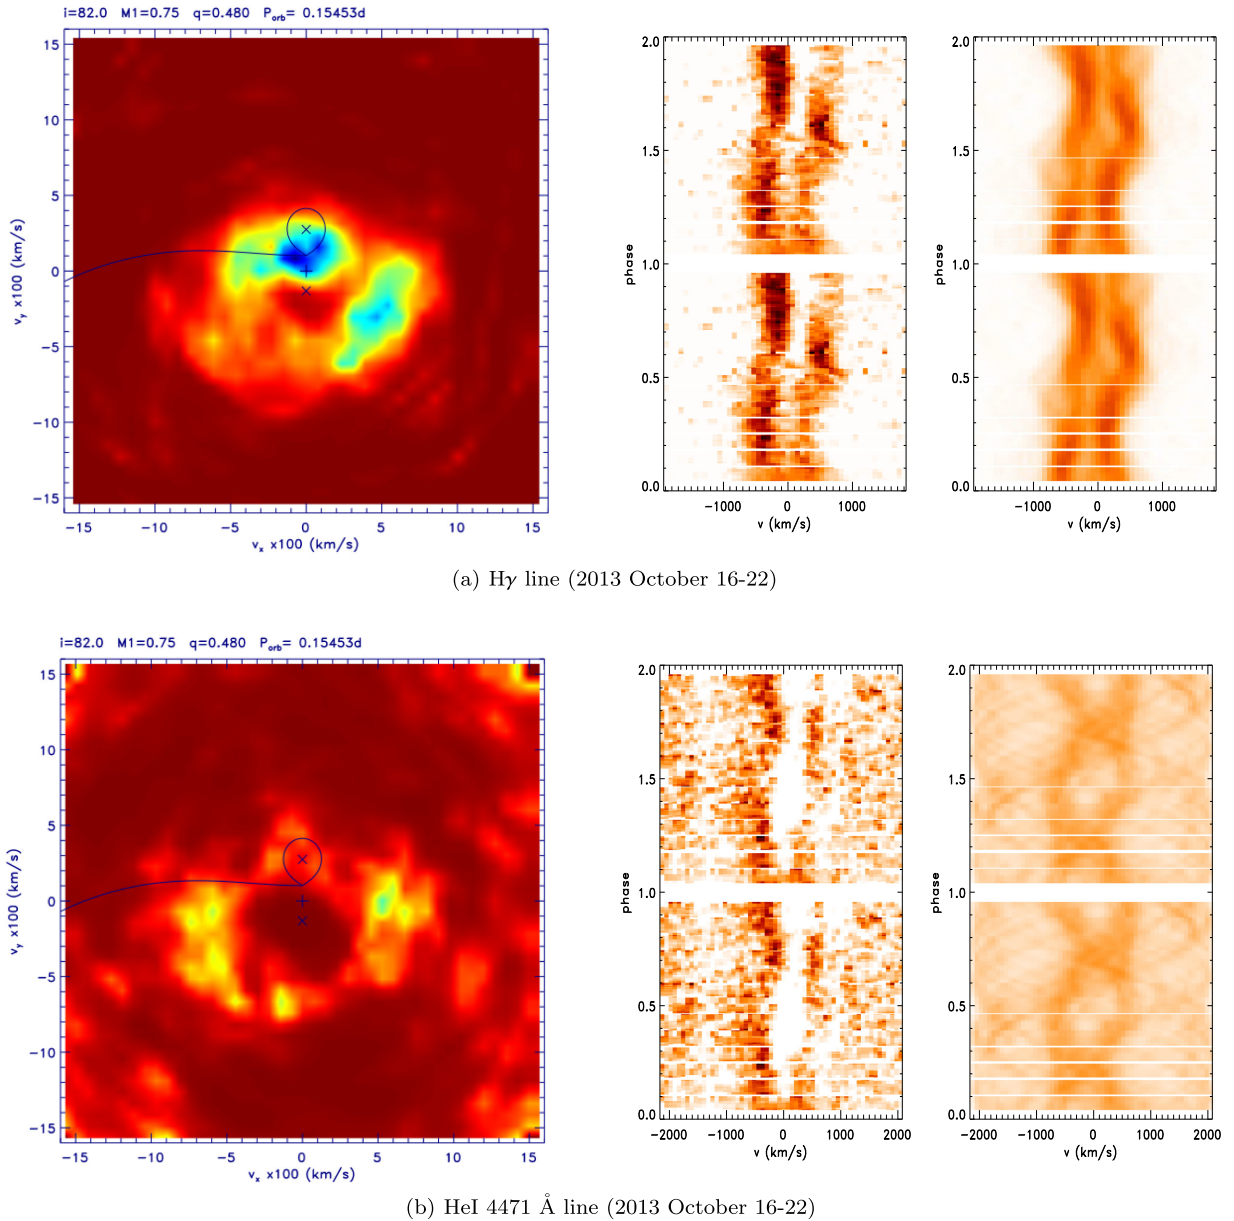 i=82.0 M1=0.75 q=0.480 P_orb= 0.15453d
15
10
5
0
−5
−10
−15
v_y x100 (km/s)
−15 −10 −5 0 5 10 15
v_x x100 (km/s)
2.0
1.5
1.0
0.5
0.0
phase
−1000 0 1000
v (km/s)
2.0
1.5
1.0
0.5
0.0
phase
−1000 0 1000
v (km/s)
(a) Hγ line (2013 October 16-22)
i=82.0 M1=0.75 q=0.480 P_orb= 0.15453d
15
10
5
0
−5
−10
−15
v_y x100 (km/s)
−15 −10 −5 0 5 10 15
v_x x100 (km/s)
2.0
1.5
1.0
0.5
0.0
phase
−2000 −1000 0 1000 2000
v (km/s)
2.0
1.5
1.0
0.5
0.0
phase
−2000 −1000 0 1000 2000
v (km/s)
(b) HeI 4471 Å line (2013 October 16-22)